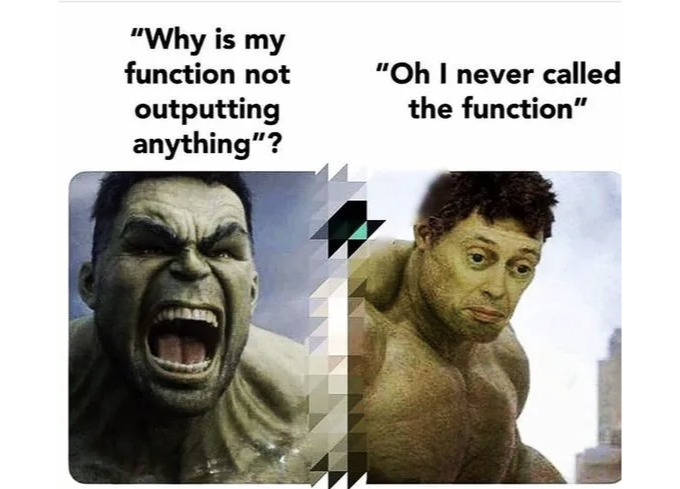 "Why is my
function not
outputting
anything"?
"Oh I never called
the function"